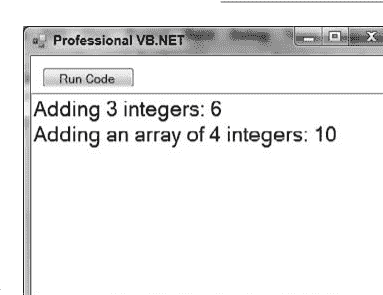 Professional VB.NET
Run Code
Adding 3 integers: 6
Adding an array of 4 integers: 10